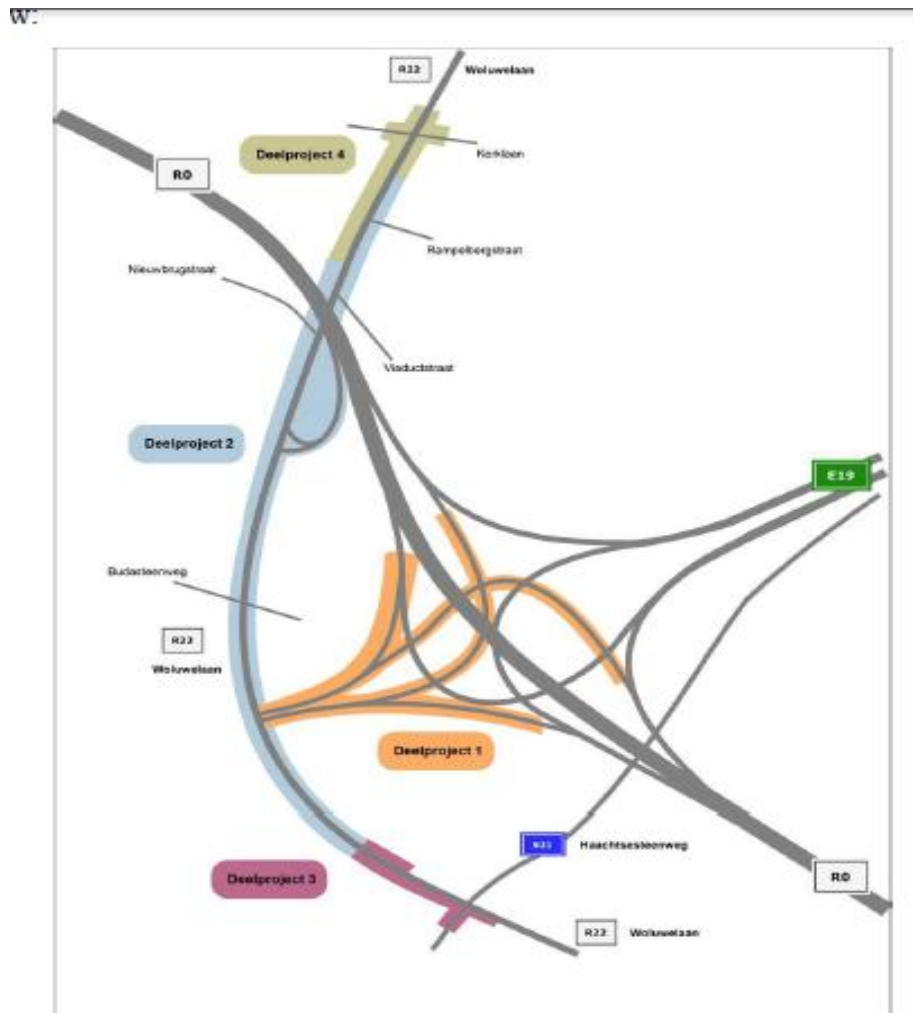 w:
R22
Woluwelaan
Deelproject 4
Kerklaan
R0
Rampelbergstraat
Nieuwbrugstraat
Viaductstraat
Deelproject 2
E19
Budasteenweg
R22
Woluwelaan
Deelproject 1
N21
Haachtsesteenweg
Deelproject 3
R0
R22
Woluwelaan